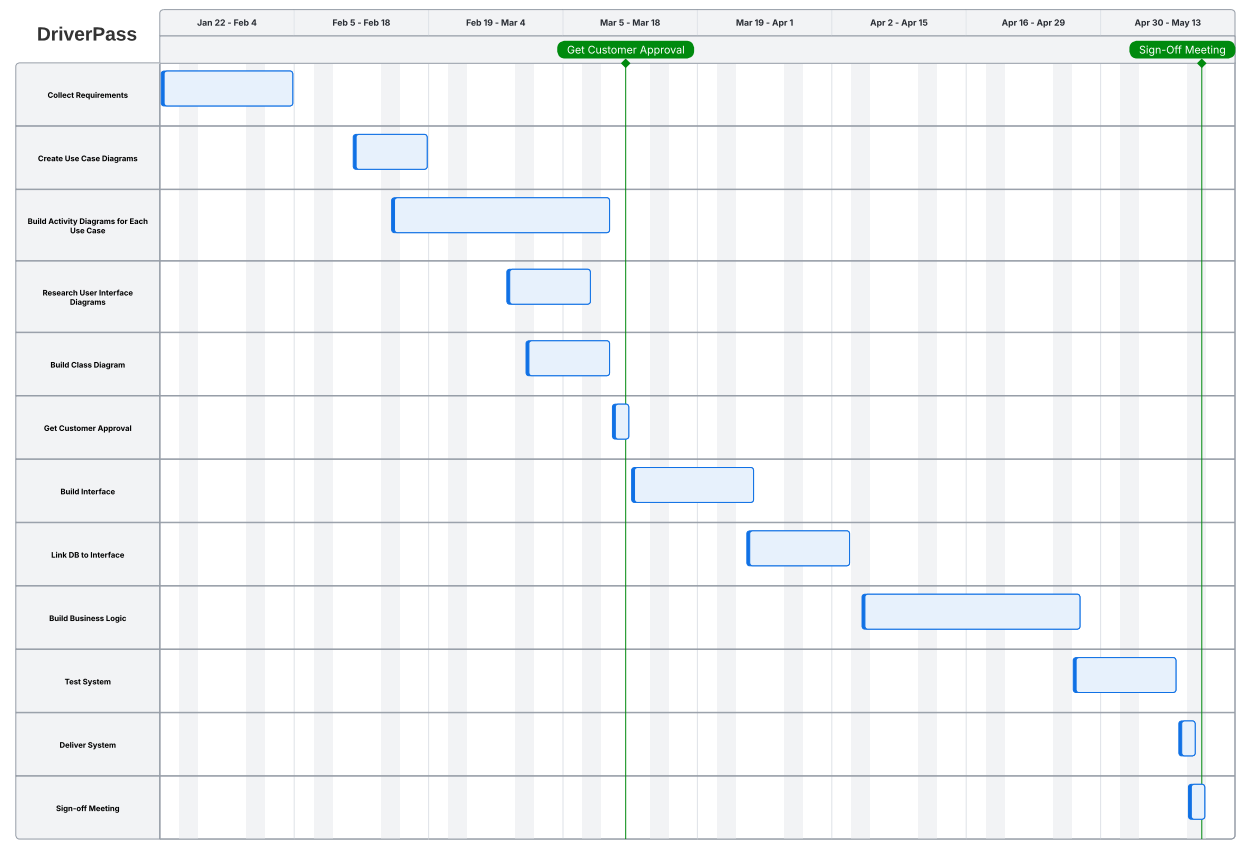 DriverPass
Jan 22 - Feb 4
Feb 5 - Feb 18
Feb 19 - Mar 4
Mar 5 - Mar 18
Mar 19 - Apr 1
Apr 2 - Apr 15
Apr 16 - Apr 29
Apr 30 - May 13
Get Customer Approval
Sign-Off Meeting
Collect Requirements
Create Use Case Diagrams
Build Activity Diagrams for Each
Use Case
Research User Interface
Diagrams
Build Class Diagram
Get Customer Approval
Build Interface
Link DB to Interface
Build Business Logic
Test System
Deliver System
Sign-off Meeting